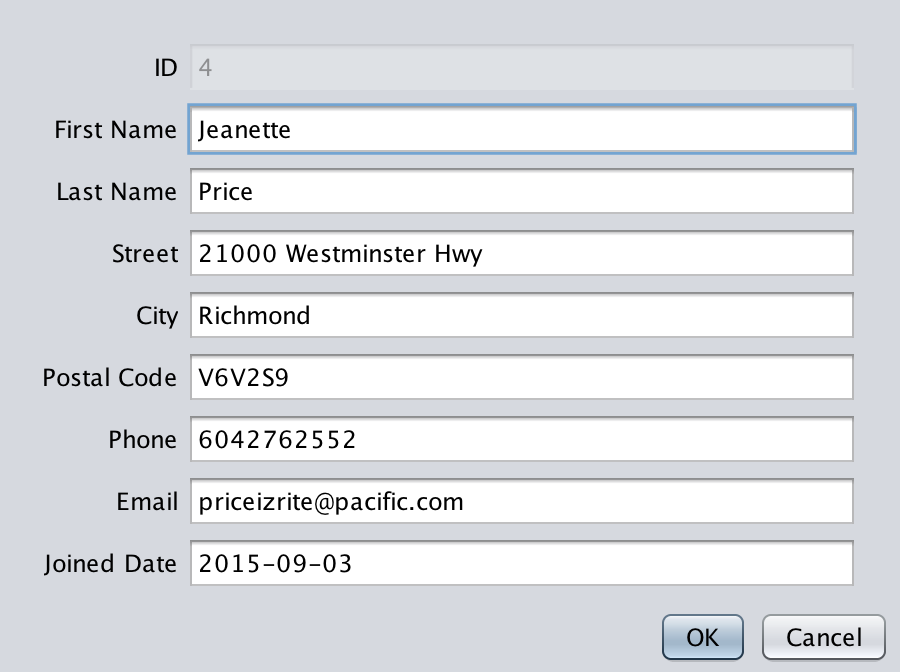 ID 4
First Name Jeanette
Last Name Price
Street 21000 Westminster Hwy
City Richmond
Postal Code V6V2S9
Phone 6042762552
Email priceizrite@pacific.com
Joined Date 2015-09-03
OK Cancel